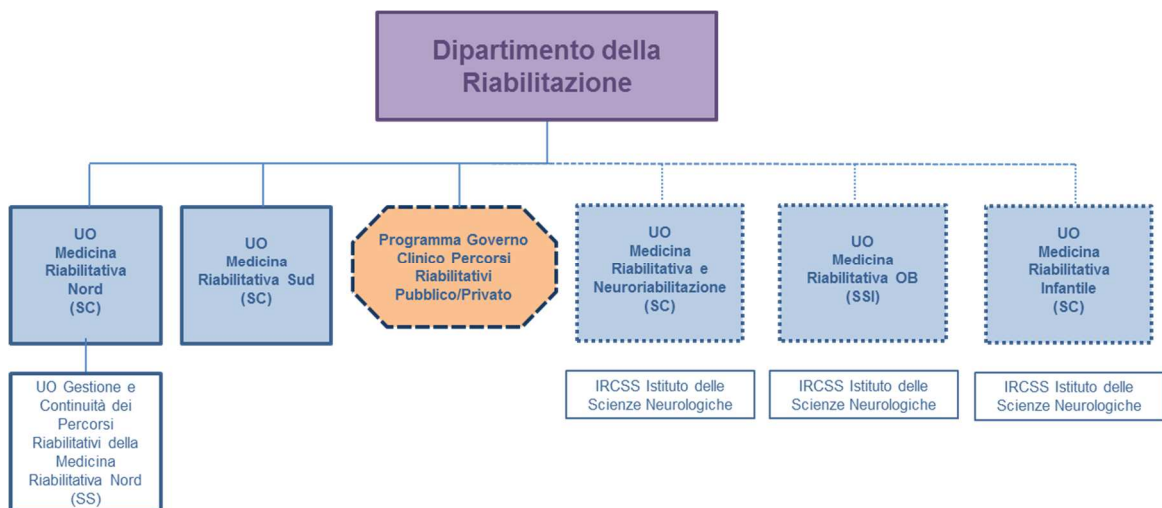 Dipartimento della
Riabilitazione
UO
Medicina
Riabilitativa
Nord
(SC)
UO
Medicina
Riabilitativa Sud
(SC)
Programma Governo
Clinico Percorsi
Riabilitativi
Pubblico/Privato
UO
Medicina
Riabilitativa e
Neuroriabilitazione
(SC)
UO
Medicina
Riabilitativa OB
(SSI)
UO
Medicina
Riabilitativa
Infantile
(SC)
UO Gestione e
Continuità dei
Percorsi
Riabilitativi della
Medicina
Riabilitativa Nord
(SS)
IRCSS Istituto delle
Scienze Neurologiche
IRCSS Istituto delle
Scienze Neurologiche
IRCSS Istituto delle
Scienze Neurologiche